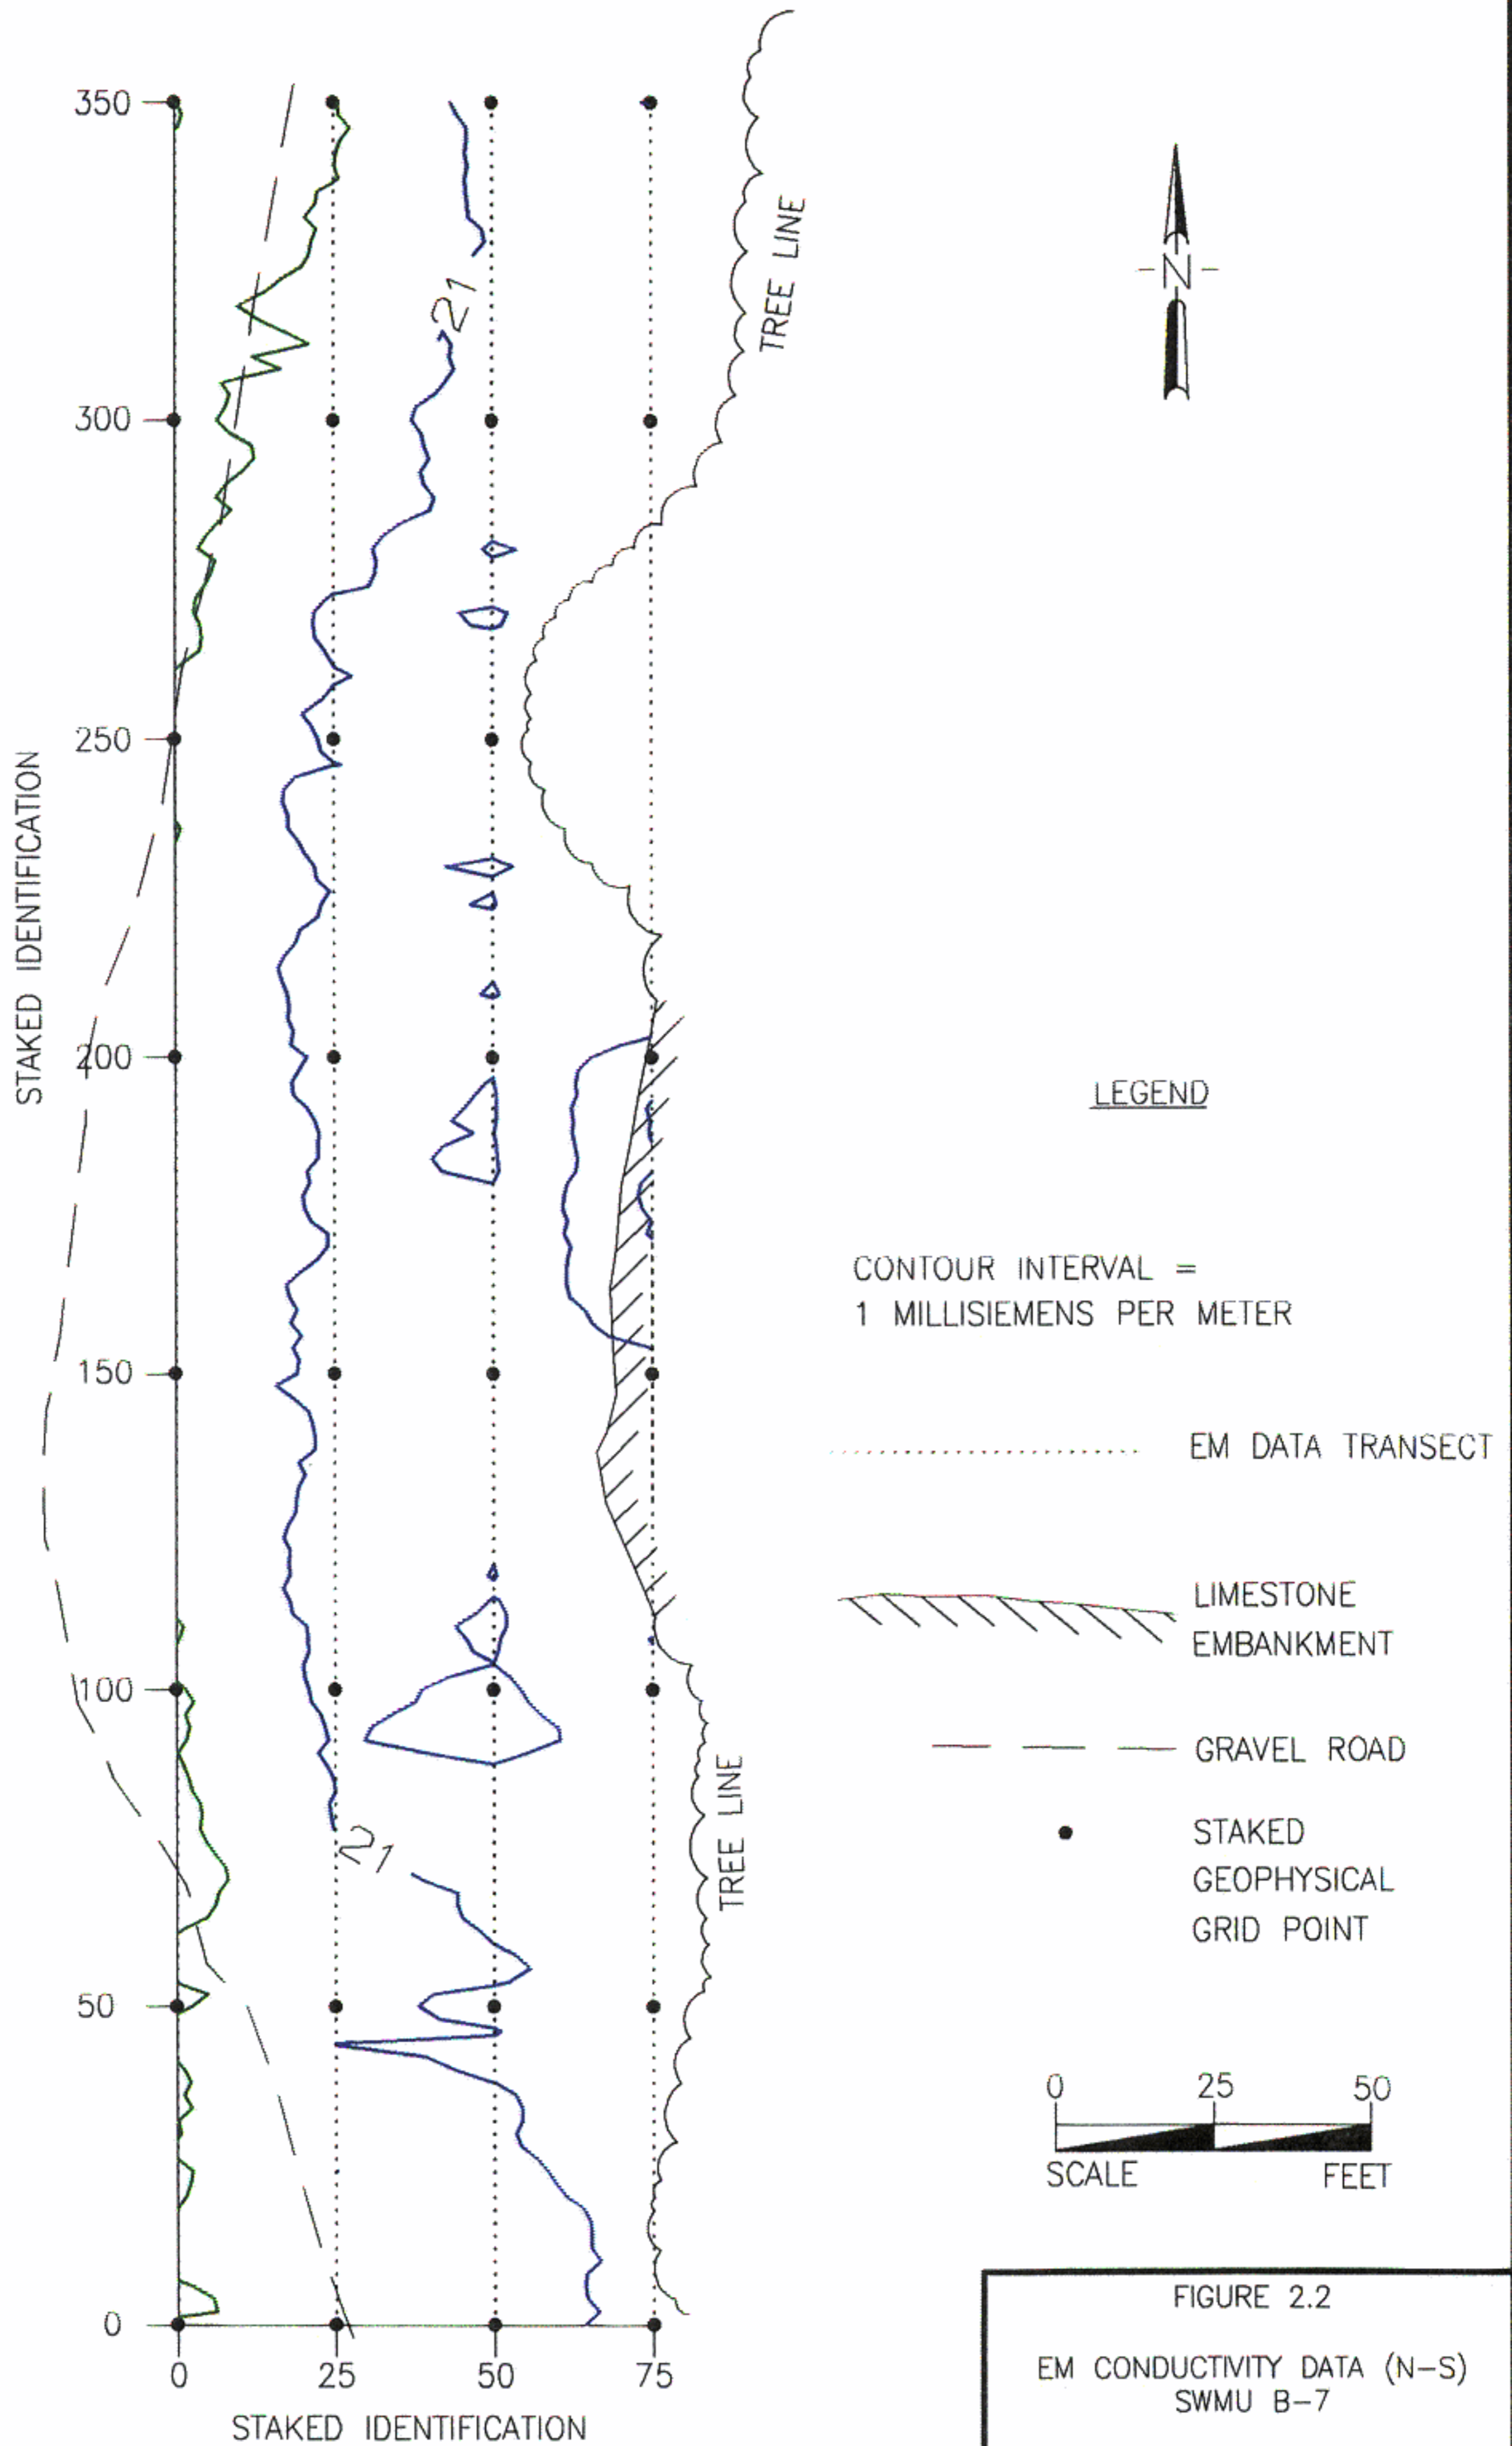 350
300
250
200
150
100
50
0
0 25 50 75
STAKED IDENTIFICATION
STAKED IDENTIFICATION
21
21
TREE LINE
TREE LINE
N
LEGEND
CONTOUR INTERVAL =
1 MILLISIEMENS PER METER
EM DATA TRANSECT
LIMESTONE
EMBANKMENT
GRAVEL ROAD
STAKED
GEOPHYSICAL
GRID POINT
0 25 50
SCALE FEET
FIGURE 2.2
EM CONDUCTIVITY DATA (N-S)
SWMU B-7